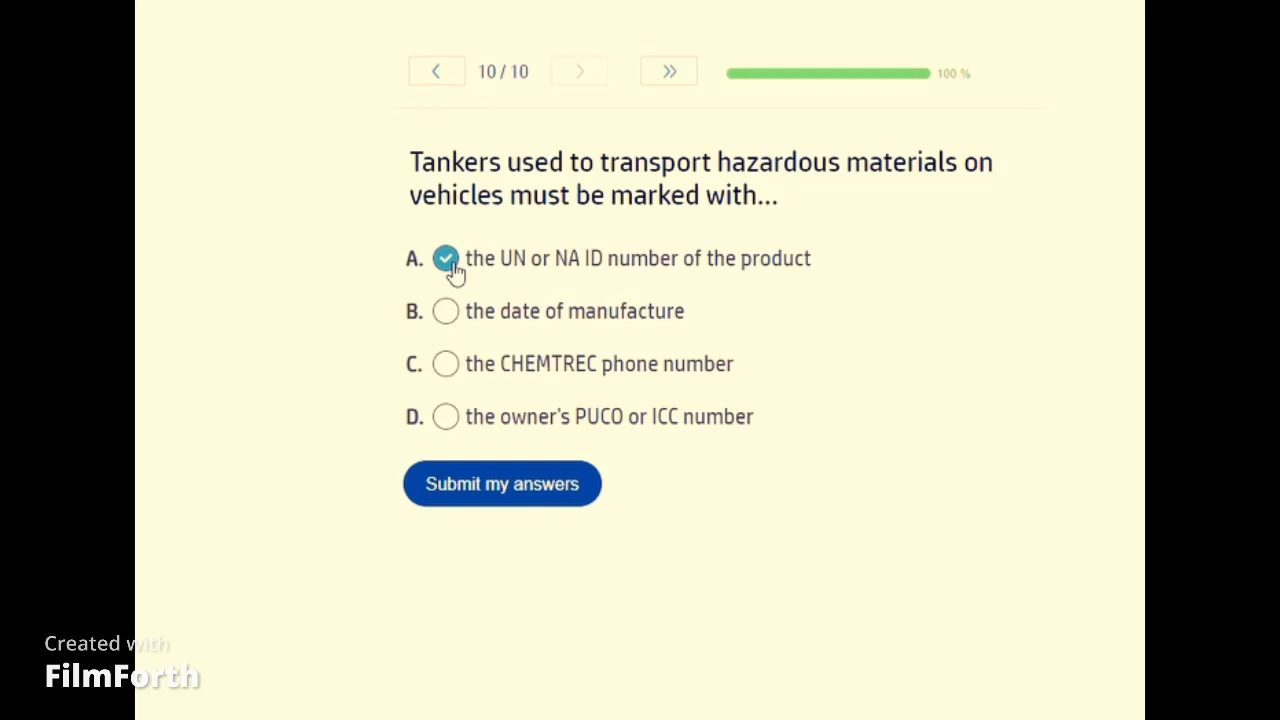 10 / 10
100 %
Tankers used to transport hazardous materials on
vehicles must be marked with...
A. the UN or NA ID number of the product
B. the date of manufacture
C. the CHEMTREC phone number
D. the owner's PUCO or ICC number
Submit my answers
Created with
FilmForth